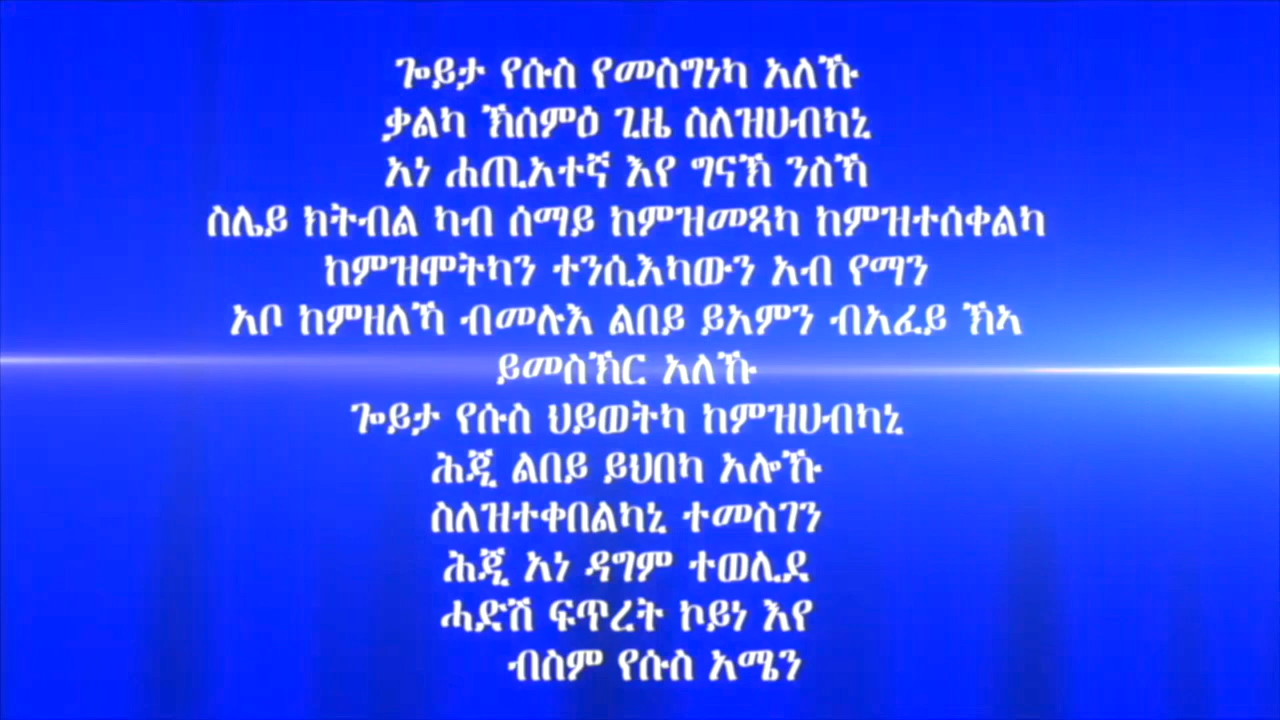 ጐይታ የሱስ የመስግነካ አለኹ
ቃልካ ኽሰምዕ ጊዜ ስለዝሀብካኒ
አነ ሐጢአተኛ እየ ግናኽ ንስኻ
ስሌይ ክትብል ካብ ሰማይ ከምዝመጻካ ከምዝተሰቀልካ
ከምዝሞትካን ተንሲእካውን አብ የማን
አቦ ከምዘለኻ ብመሉእ ልበይ ይአምን ብአፈይ ኽኣ
ይመስኽር አለኹ
ጐይታ የሱስ ህይወትካ ከምዝሀብካኒ
ሕጂ ልበይ ይህበካ አሎኹ
ስለዝተቀበልካኒ ተመስገን
ሕጂ አነ ዳግም ተወሊደ
ሓድሽ ፍጥረት ኮይነ እየ
ብስም የሱስ አሜን